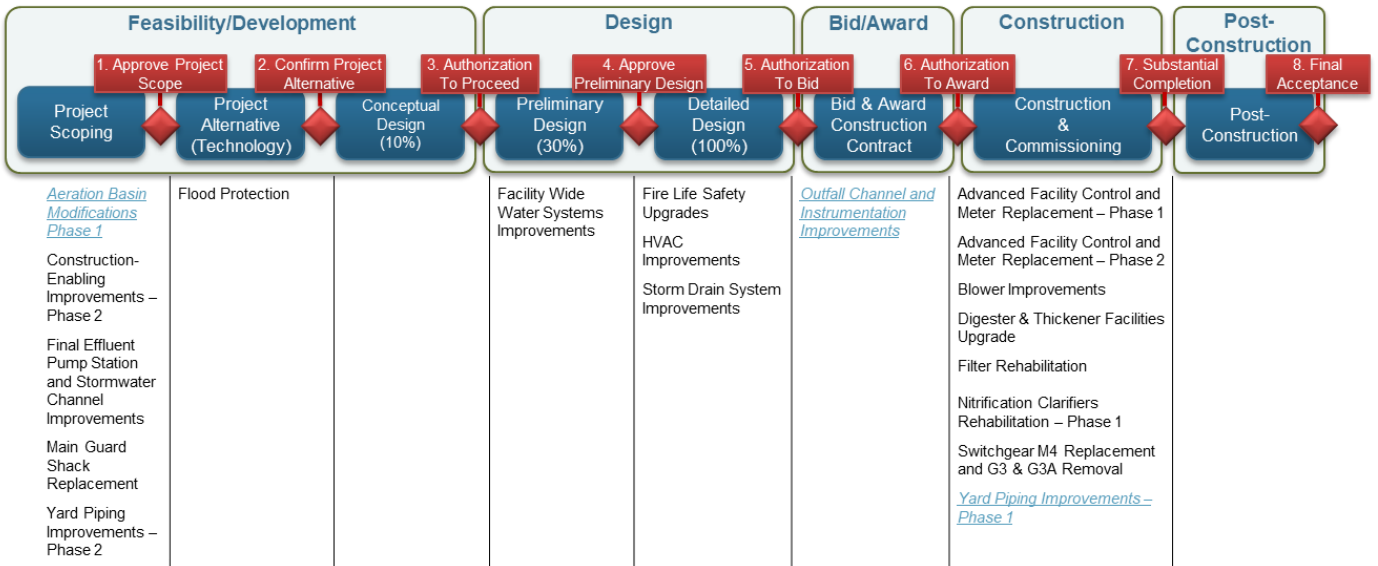 Feasibility/Development
Design
Bid/Award
Construction
Post-
Construction
1. Approve Project
Scope
2. Confirm Project
Alternative
3. Authorization
To Proceed
4. Approve
Preliminary Design
5. Authorization
To Bid
6. Authorization
To Award
7. Substantial
Completion
8. Final
Acceptance
Project
Scoping
Project
Alternative
(Technology)
Conceptual
Design
(10%)
Preliminary
Design
(30%)
Detailed
Design
(100%)
Bid & Award
Construction
Contract
Construction
&
Commissioning
Post-
Construction
Aeration Basin
Modifications
Phase 1
Construction-
Enabling
Improvements –
Phase 2
Final Effluent
Pump Station
and Stormwater
Channel
Improvements
Main Guard
Shack
Replacement
Yard Piping
Improvements –
Phase 2
Flood Protection
Facility Wide
Water Systems
Improvements
Fire Life Safety
Upgrades
HVAC
Improvements
Storm Drain System
Improvements
Outfall Channel and
Instrumentation
Improvements
Advanced Facility Control and
Meter Replacement – Phase 1
Advanced Facility Control and
Meter Replacement – Phase 2
Blower Improvements
Digester & Thickener Facilities
Upgrade
Filter Rehabilitation
Nitrification Clarifiers
Rehabilitation – Phase 1
Switchgear M4 Replacement
and G3 & G3A Removal
Yard Piping Improvements –
Phase 1